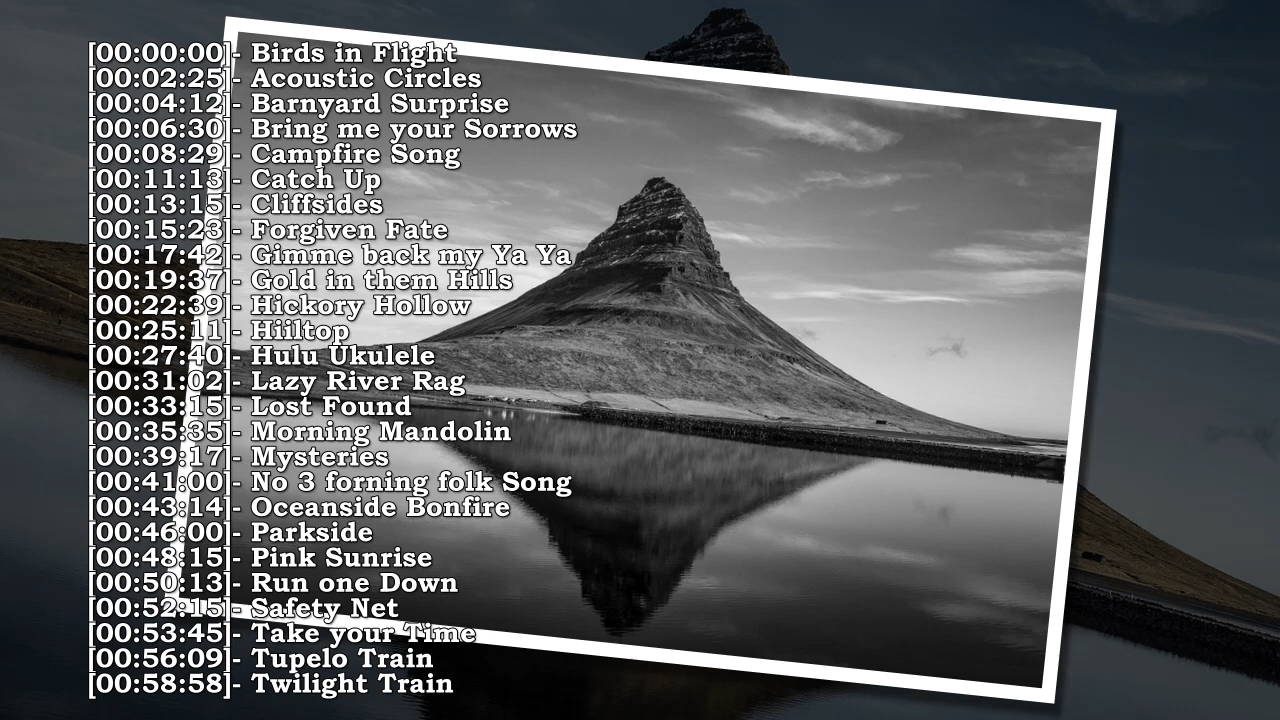 [00:00:00]- Birds in Flight
[00:02:25]- Acoustic Circles
[00:04:12]- Barnyard Surprise
[00:06:30]- Bring me your Sorrows
[00:08:29]- Campfire Song
[00:11:13]- Catch Up
[00:13:15]- Cliffsides
[00:15:23]- Forgiven Fate
[00:17:42]- Gimme back my Ya Ya
[00:19:37]- Gold in them Hills
[00:22:39]- Hickory Hollow
[00:25:11]- Hiiltop
[00:27:40]- Hulu Ukulele
[00:31:02]- Lazy River Rag
[00:33:15]- Lost Found
[00:35:35]- Morning Mandolin
[00:39:17]- Mysteries
[00:41:00]- No 3 forning folk Song
[00:43:14]- Oceanside Bonfire
[00:46:00]- Parkside
[00:48:15]- Pink Sunrise
[00:50:13]- Run one Down
[00:52:15]- Safety Net
[00:53:45]- Take your Time
[00:56:09]- Tupelo Train
[00:58:58]- Twilight Train